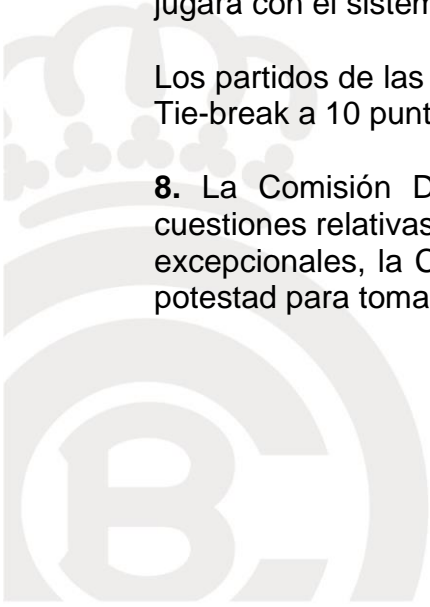 jugará con el sistem
Los partidos de las
Tie-break a 10 punt
8. La Comisión D
cuestiones relativas
excepcionales, la C
potestad para toma